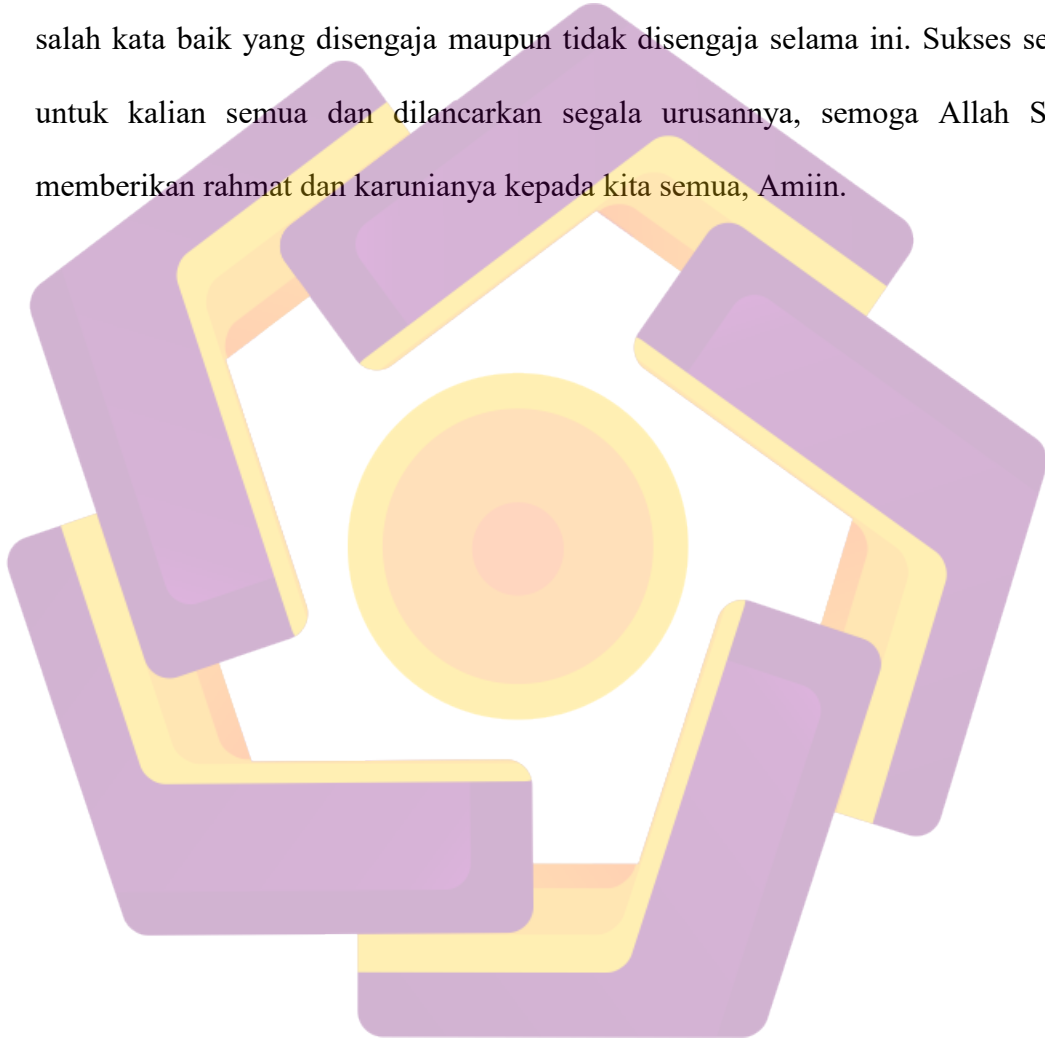 salah kata baik yang disengaja maupun tidak disengaja selama ini. Sukses
untuk kalian semua dan dilancarkan segala urusannya, semoga Allah
memberikan rahmat dan karunianya kepada kita semua, Amiin.